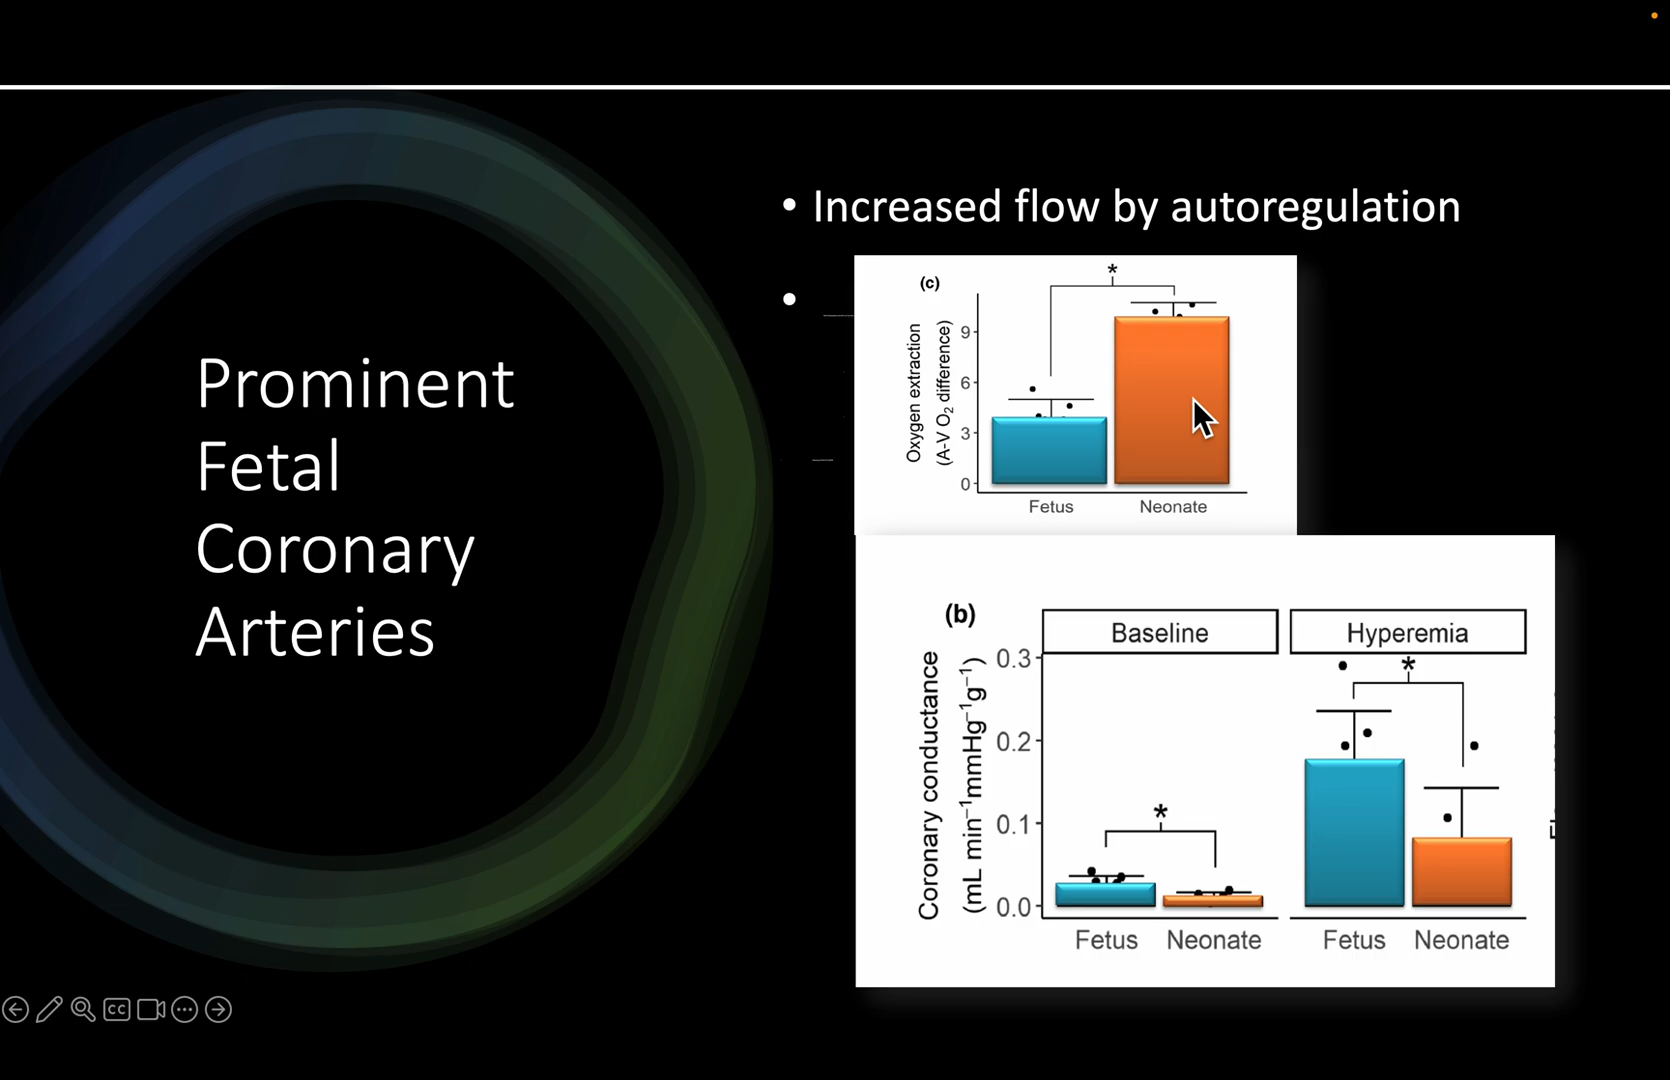 Prominent
Fetal
Coronary
Arteries
• Increased flow by autoregulation
•
(c)
*
Oxygen extraction
(A-V O₂ difference)
9
6
3
0
Fetus Neonate
(b)
Baseline Hyperemia
Coronary conductance
(mL min⁻¹mmHg⁻¹g⁻¹)
0.3
0.2
0.1
0.0
*
*
Fetus Neonate Fetus Neonate
CC